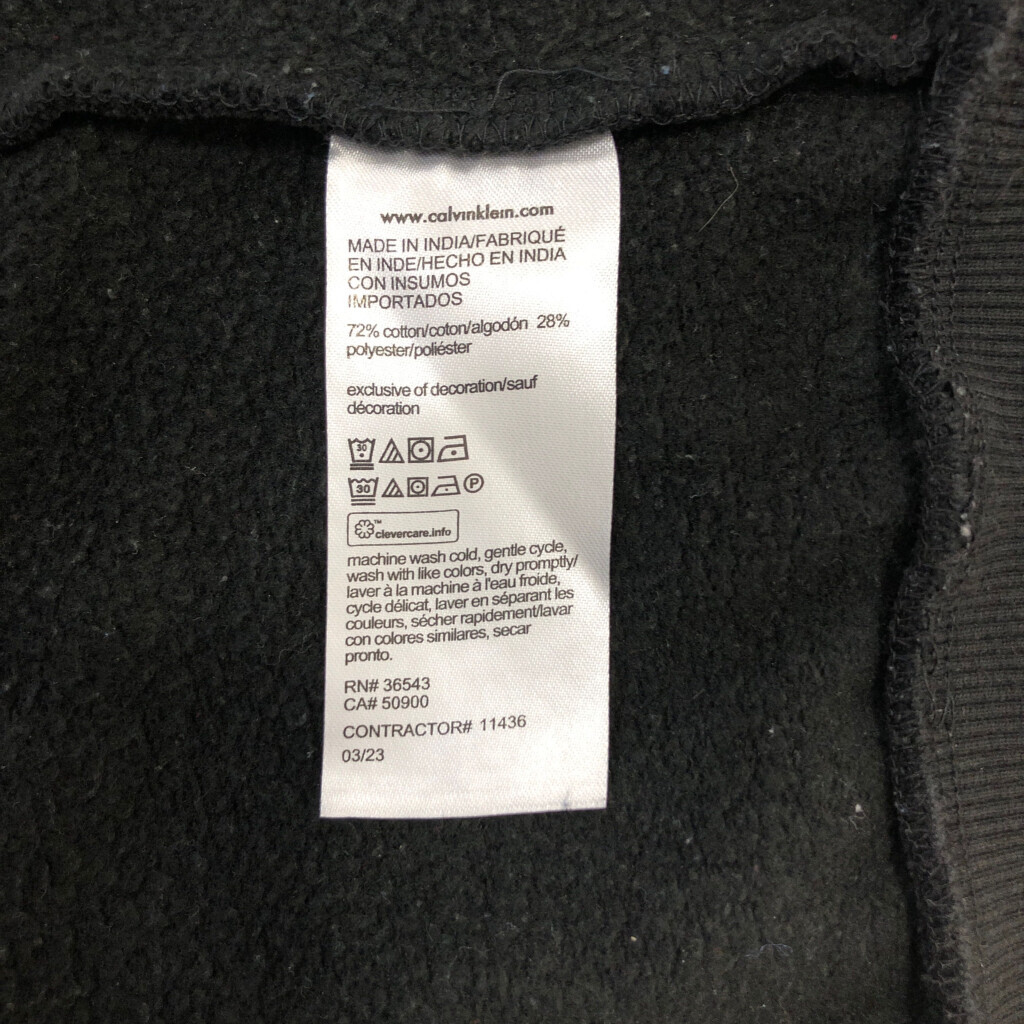 www.calvinklein.com
MADE IN INDIA/FABRIQUÉ
EN INDE/HECHO EN INDIA
CON INSUMOS
IMPORTADOS
72% cotton/coton/algodón 28%
polyester/poliéster
exclusive of decoration/sauf
décoration
30
30 P
™ clevercare.info
machine wash cold, gentle cycle,
wash with like colors, dry promptly/
laver à la machine à l'eau froide,
cycle délicat, laver en séparant les
couleurs, sécher rapidement/lavar
con colores similares, secar
pronto.
RN# 36543
CA# 50900
CONTRACTOR# 11436
03/23